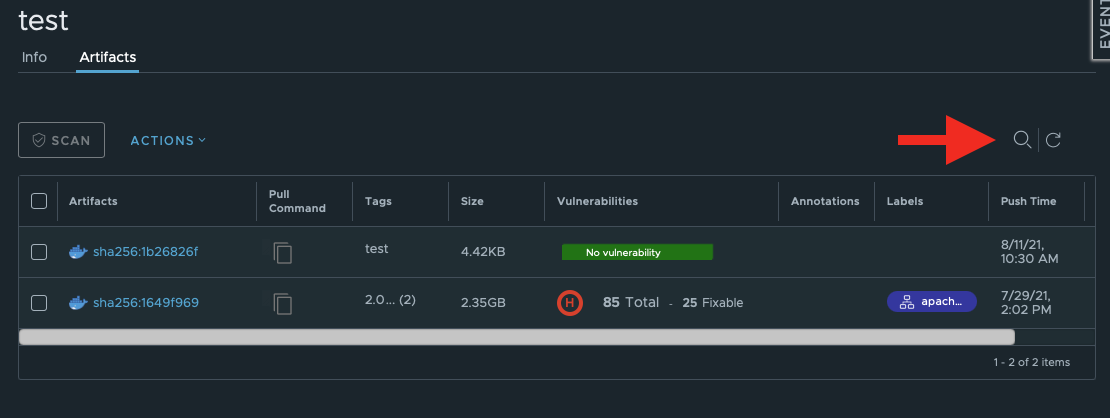 test
EVENT
Info
Artifacts
SCAN
ACTIONS
Artifacts
Pull
Command
Tags
Size
Vulnerabilities
Annotations
Labels
Push Time
sha256:1b26826f
test
4.42KB
No vulnerability
8/11/21,
10:30 AM
sha256:1649f969
2.0... (2)
2.35GB
H
85 Total - 25 Fixable
apach...
7/29/21,
2:02 PM
1 - 2 of 2 items